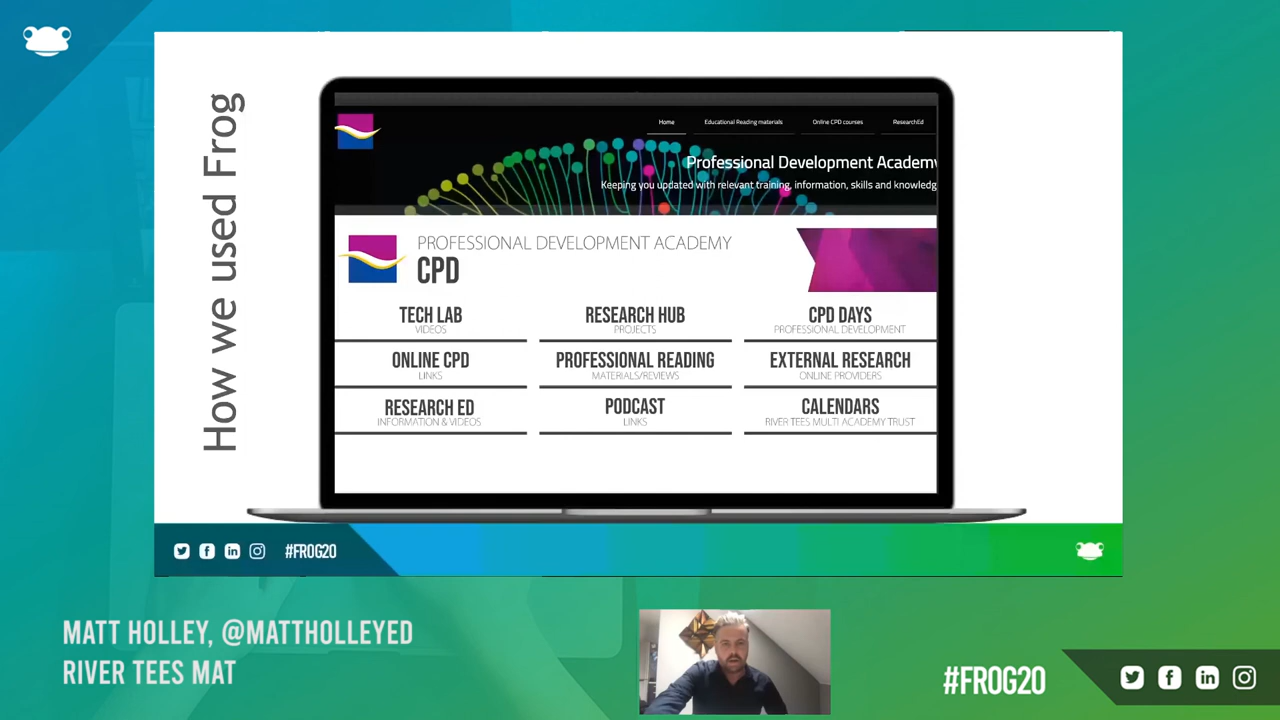 How we used Frog
Home Educational Reading materials Online CPD courses ResearchEd
Professional Development Academy
Keeping you updated with relevant training, information, skills and knowledg
PROFESSIONAL DEVELOPMENT ACADEMY
CPD
TECH LAB
VIDEOS
RESEARCH HUB
PROJECTS
CPD DAYS
PROFESSIONAL DEVELOPMENT
ONLINE CPD
LINKS
PROFESSIONAL READING
MATERIALS/REVIEWS
EXTERNAL RESEARCH
ONLINE PROVIDERS
RESEARCH ED
INFORMATION & VIDEOS
PODCAST
LINKS
CALENDARS
RIVER TEES MULTI ACADEMY TRUST
#FROG20
MATT HOLLEY, @MATTHOLLEYED
RIVER TEES MAT
#FROG20